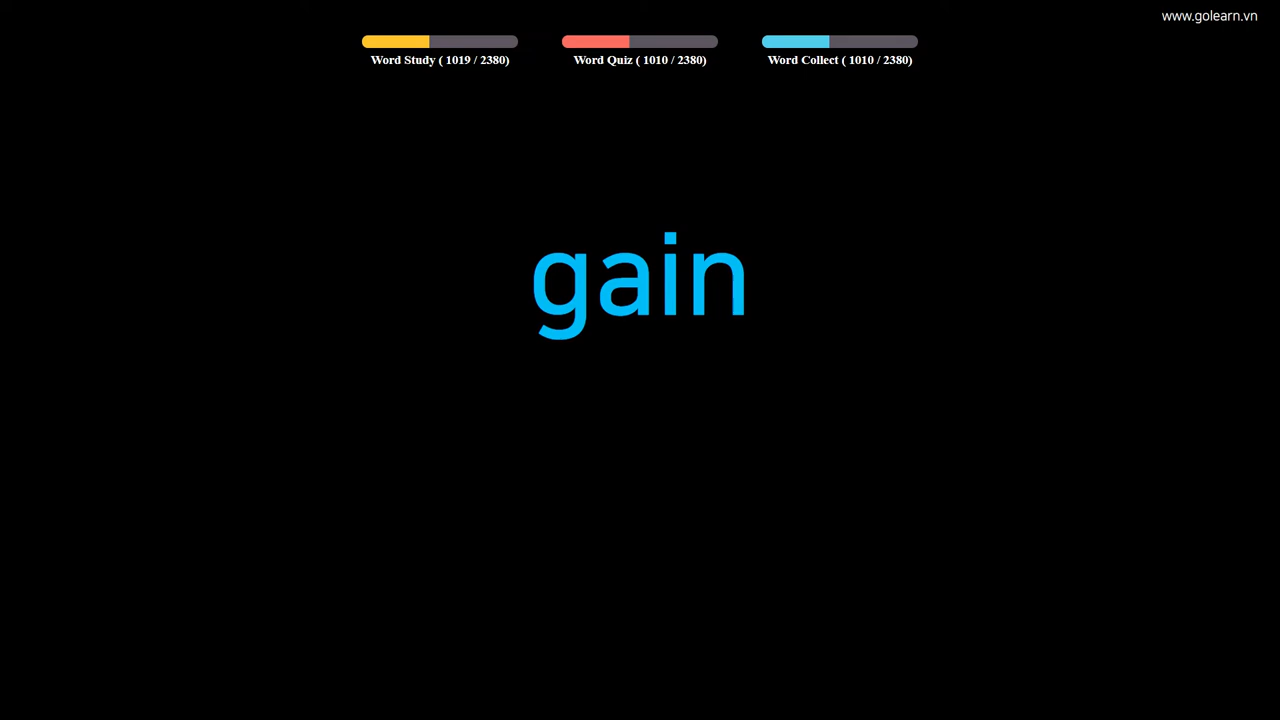 www.golearn.vn
Word Study ( 1019 / 2380)
Word Quiz ( 1010 / 2380)
Word Collect ( 1010 / 2380)
gain